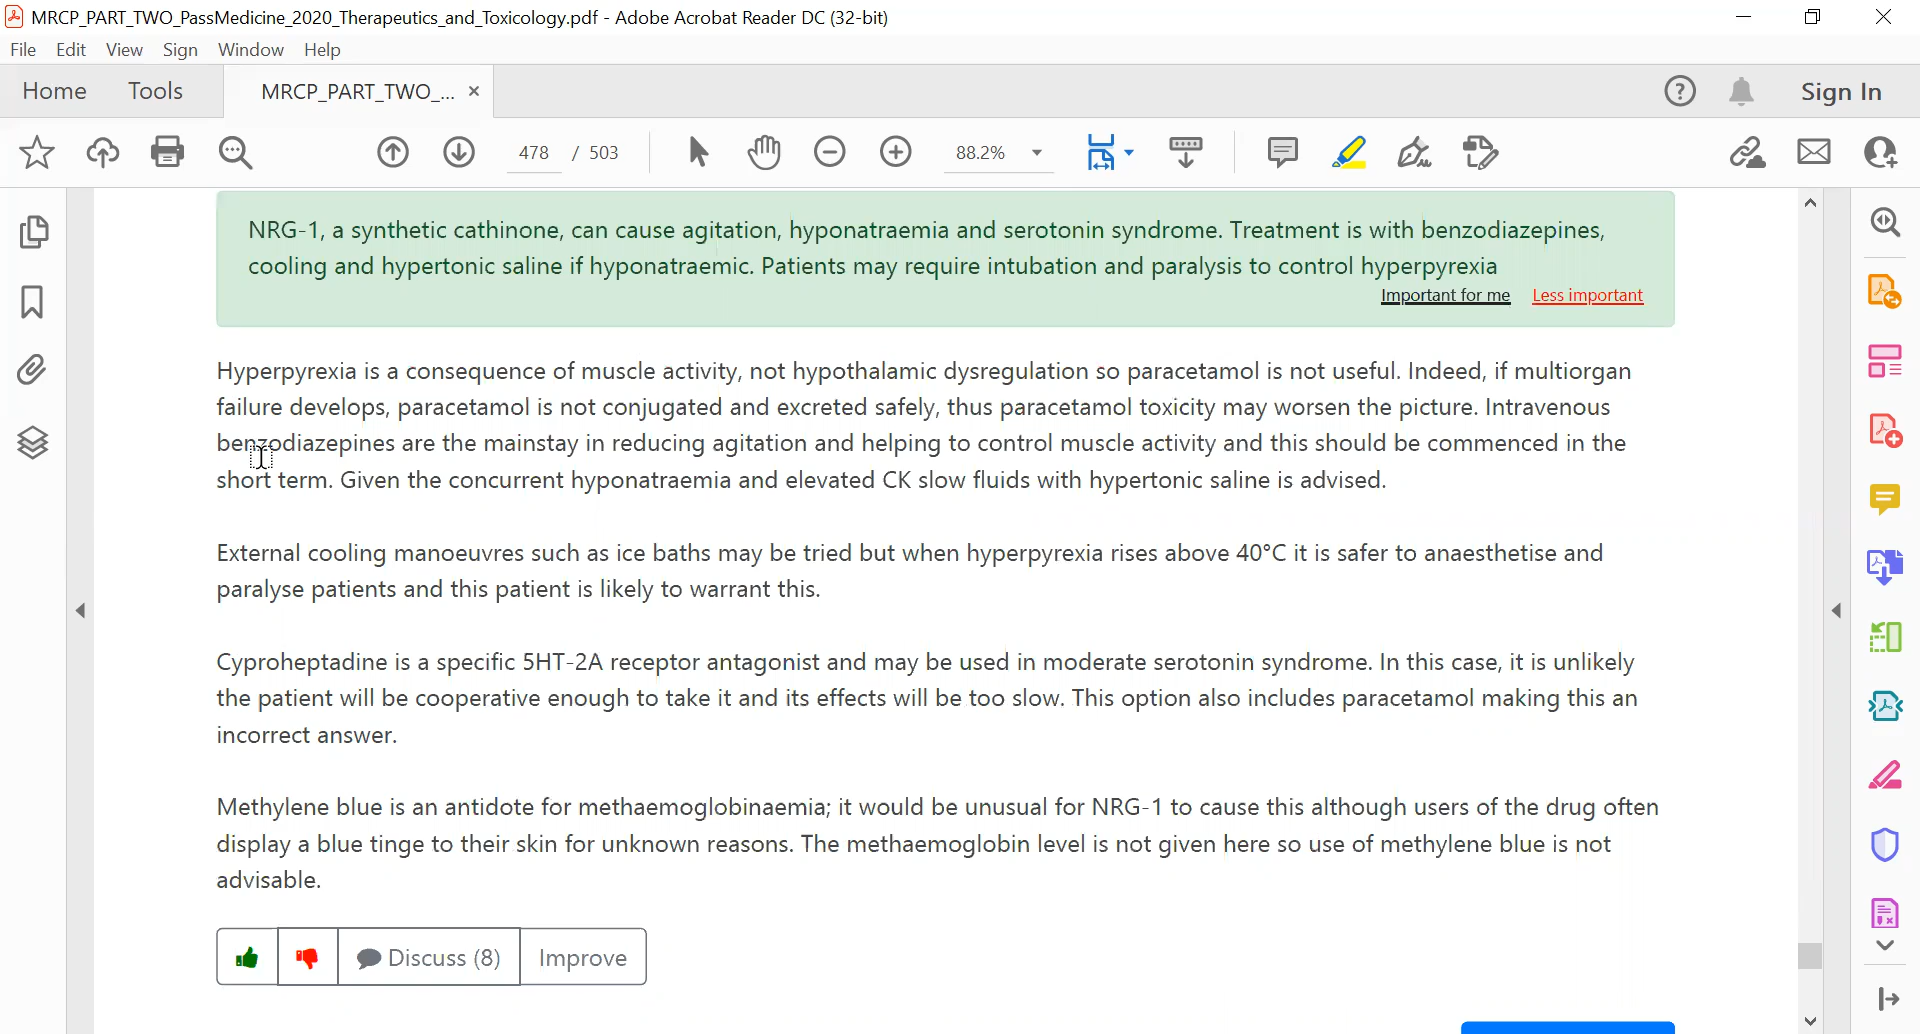 MRCP_PART_TWO_PassMedicine_2020_Therapeutics_and_Toxicology.pdf - Adobe Acrobat Reader DC (32-bit)
File Edit View Sign Window Help
Home Tools MRCP_PART_TWO_... × Sign In
478 / 503 88.2%
NRG-1, a synthetic cathinone, can cause agitation, hyponatraemia and serotonin syndrome. Treatment is with benzodiazepines,
cooling and hypertonic saline if hyponatraemic. Patients may require intubation and paralysis to control hyperpyrexia
Important for me Less important
Hyperpyrexia is a consequence of muscle activity, not hypothalamic dysregulation so paracetamol is not useful. Indeed, if multiorgan
failure develops, paracetamol is not conjugated and excreted safely, thus paracetamol toxicity may worsen the picture. Intravenous
benzodiazepines are the mainstay in reducing agitation and helping to control muscle activity and this should be commenced in the
short term. Given the concurrent hyponatraemia and elevated CK slow fluids with hypertonic saline is advised.
External cooling manoeuvres such as ice baths may be tried but when hyperpyrexia rises above 40°C it is safer to anaesthetise and
paralyse patients and this patient is likely to warrant this.
Cyproheptadine is a specific 5HT-2A receptor antagonist and may be used in moderate serotonin syndrome. In this case, it is unlikely
the patient will be cooperative enough to take it and its effects will be too slow. This option also includes paracetamol making this an
incorrect answer.
Methylene blue is an antidote for methaemoglobinaemia; it would be unusual for NRG-1 to cause this although users of the drug often
display a blue tinge to their skin for unknown reasons. The methaemoglobin level is not given here so use of methylene blue is not
advisable.
Discuss (8) Improve